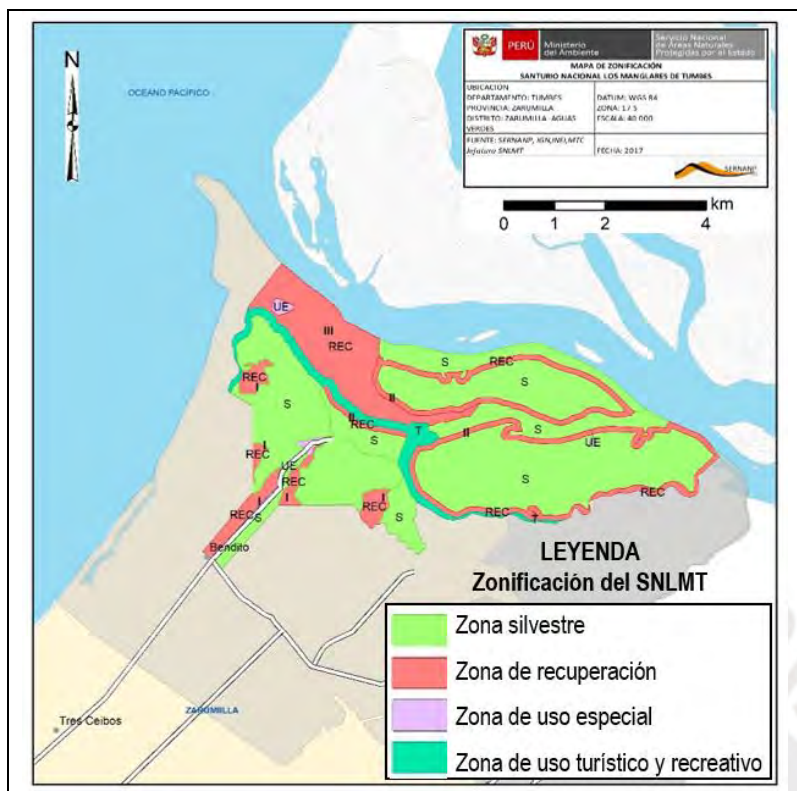 PERÚ
Ministerio
del Ambiente
Servicio Nacional
de Áreas Naturales
Protegidas por el Estado
MAPA DE ZONIFICACIÓN
SANTURIO NACIONAL LOS MANGLARES DE TUMBES
UBICACIÓN
DEPARTAMENTO: TUMBES
PROVINCIA: ZARUMILLA
DISTRITO: ZARUMILLA -AGUAS
VERDES
DATUM: WGS 84
ZONA: 17 S
ESCALA: 40 000
FUENTE: SERNANP, IGN,INEI,MTC
Jefatura SNLMT
FECHA: 2017
SERNANP
N
OCEANO PACÍFICO
km
0 1 2 4
UE
III
REC
S
REC
S
REC
I
II
S
II
REC
S
T
II
S
UE
I
REC
UE
REC
I
I
REC
S
I
REC
S
S
REC
REC
T
Bendito
Tres Ceibos
ZARUMILLA
LEYENDA
Zonificación del SNLMT
Zona silvestre
Zona de recuperación
Zona de uso especial
Zona de uso turístico y recreativo